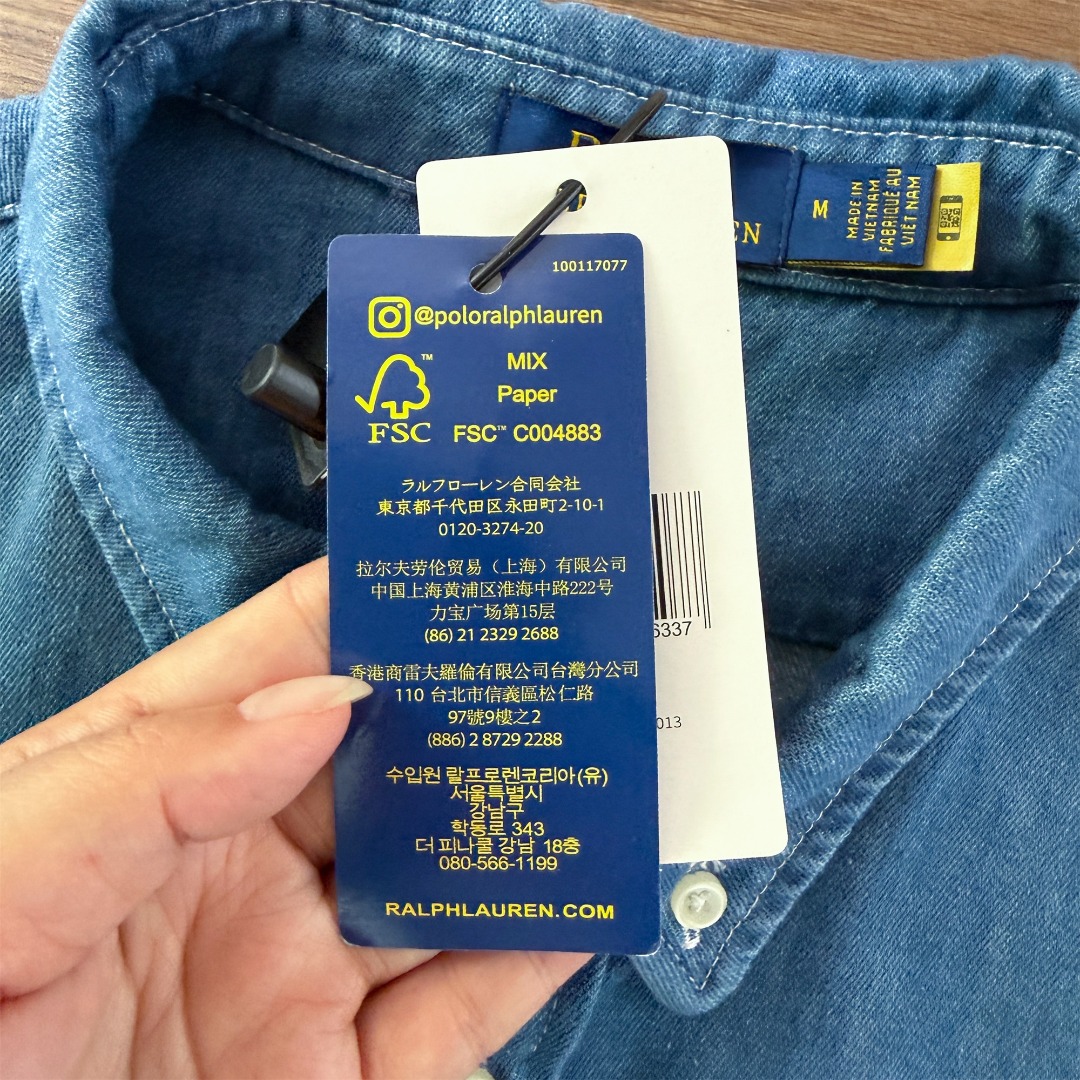 100117077
@poloralphlauren
MIX
Paper
FSC™ C004883
FSC
ラルフローレン合同会社
東京都千代田区永田町2-10-1
0120-3274-20
拉尔夫劳伦贸易（上海）有限公司
中国上海黄浦区淮海中路222号
力宝广场第15层
(86) 21 2329 2688
香港商雷夫羅倫有限公司台灣分公司
110 台北市信義區松仁路
97號9樓之2
(886) 2 8729 2288
수입원 랄프로렌코리아(유)
서울특별시
강남구
학동로 343
더 피나클 강남 18층
080-566-1199
RALPHLAUREN.COM
6337
013
EN
M
MADE IN
VIETNAM
FABRIQUÉ AU
VIÊT NAM